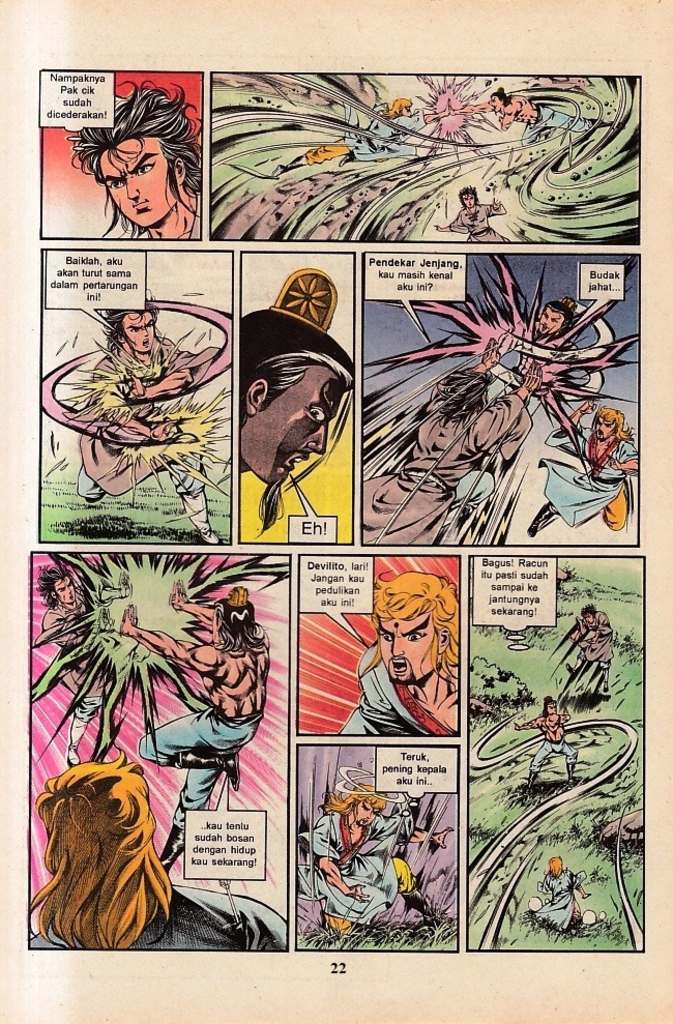 Nampaknya
Pak cik
sudah
dicederakan!
Baiklah, aku
akan turut sama
dalam pertarungan
ini!
Eh!
Pendekar Jenjang,
kau masih kenal
aku ini?
Budak
jahat...
..kau tentu
sudah bosan
dengan hidup
kau sekarang!
Devilito, lari!
Jangan kau
pedulikan
aku ini!
Teruk,
pening kepala
aku ini..
Bagus! Racun
itu pasti sudah
sampai ke
jantungnya
sekarang!
22